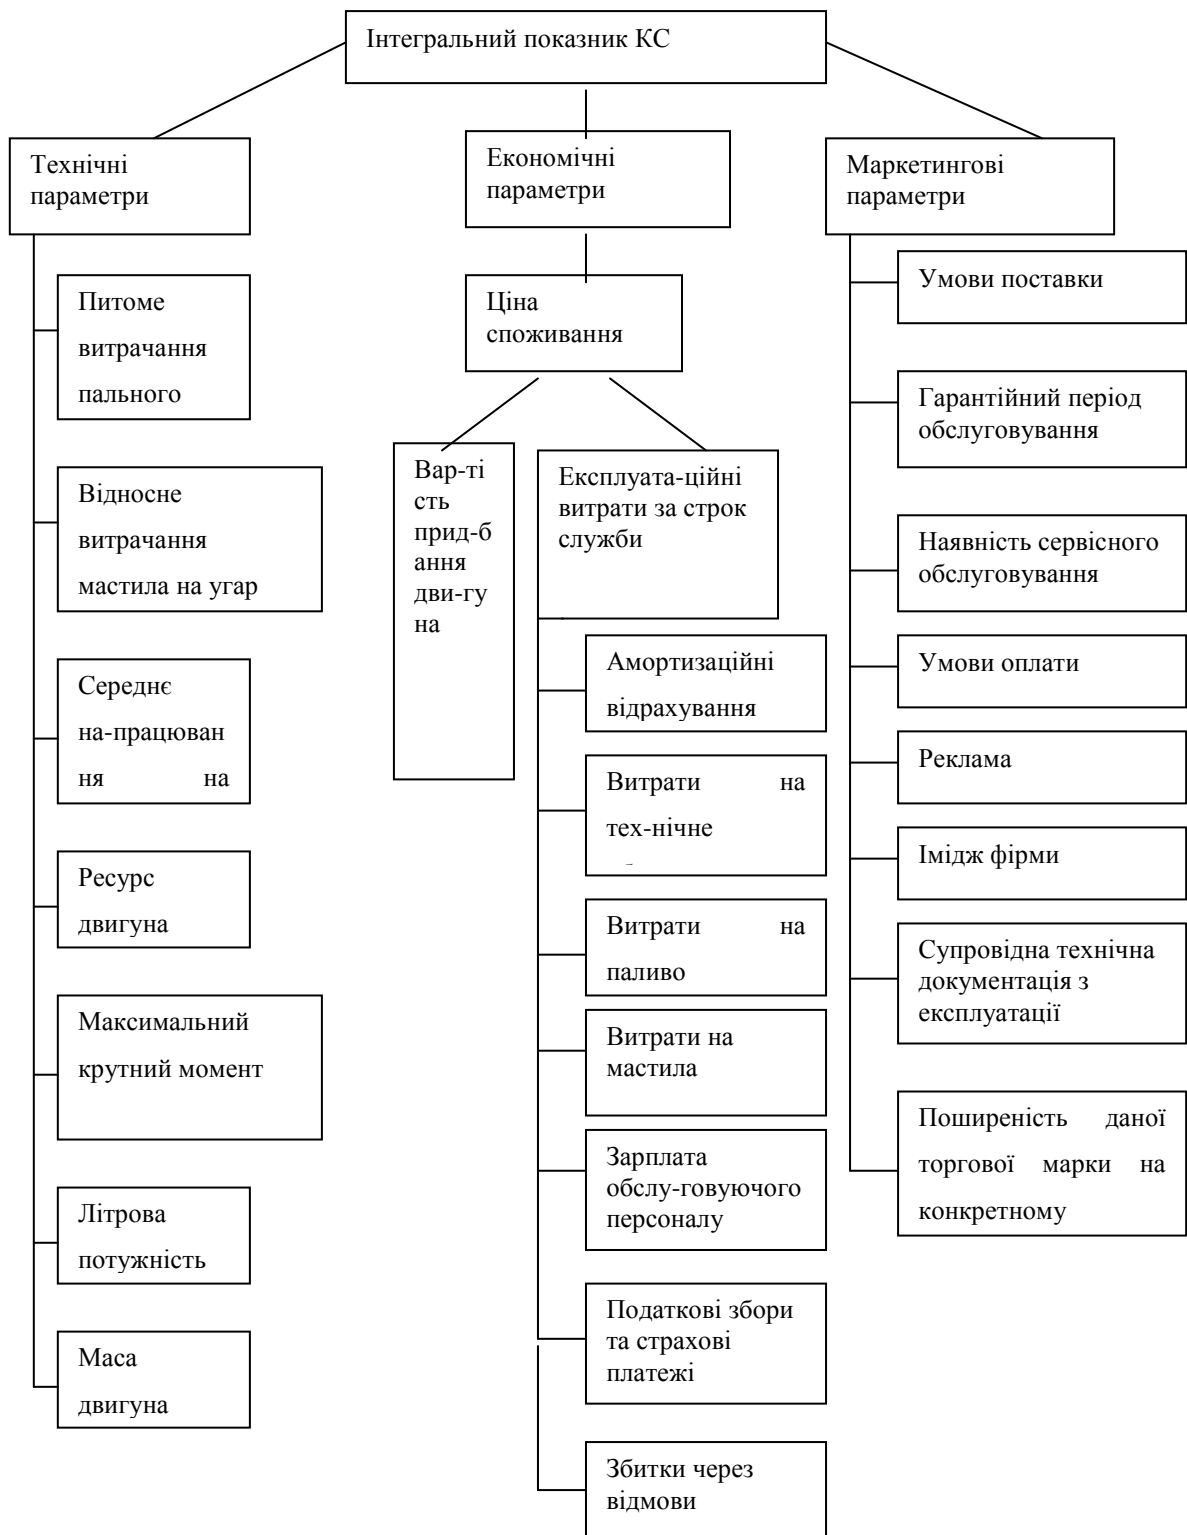 Інтегральний показник КС
Технічні
параметри
Економічні
параметри
Маркетингові
параметри
Питоме
витрачання
пального
Відносне
витрачання
мастила на угар
Середнє
на-працюван
ня на
Ресурс
двигуна
Максимальний
крутний момент
Літрова
потужність
Маса
двигуна
Ціна
споживання
Вар-ті
сть
прид-б
ання
дви-гу
на
Експлуата-ційні
витрати за строк
служби
Амортизаційні
відрахування
Витрати на
тех-нічне
Витрати на
паливо
Витрати на
мастила
Зарплата
обслу-говуючого
персоналу
Податкові збори
та страхові
платежі
Збитки через
відмови
Умови поставки
Гарантійний період
обслуговування
Наявність сервісного
обслуговування
Умови оплати
Реклама
Імідж фірми
Супровідна технічна
документація з
експлуатації
Поширеність даної
торгової марки на
конкретному